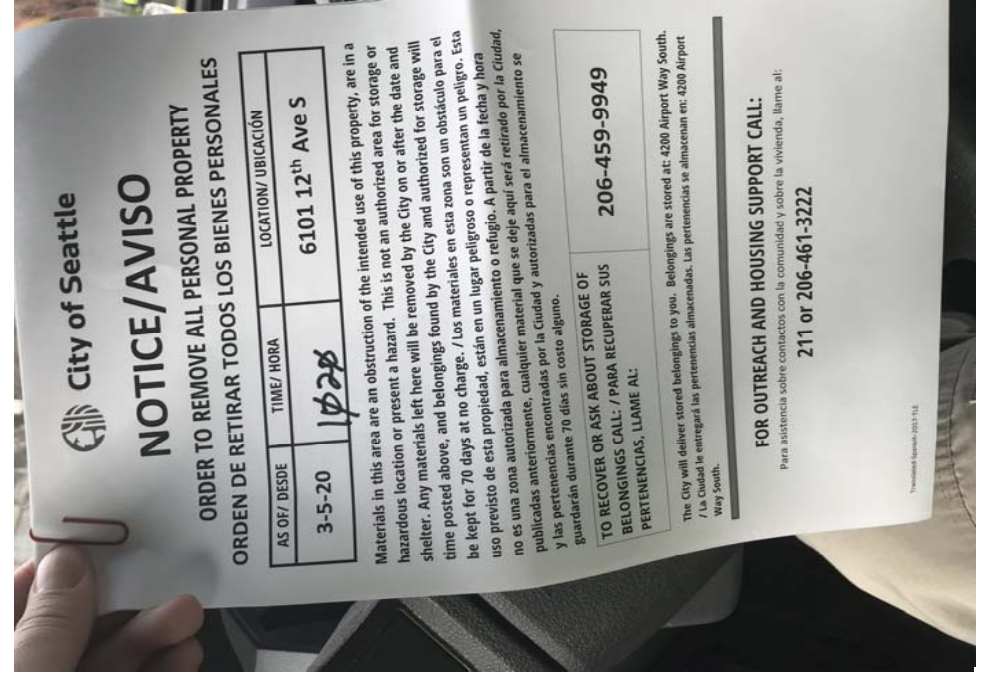 City of Seattle
NOTICE/AVISO
ORDER TO REMOVE ALL PERSONAL PROPERTY
ORDEN DE RETIRAR TODOS LOS BIENES PERSONALES
AS OF/ DESDE TIME/ HORA LOCATION/ UBICACIÓN
3-5-20 1020 6101 12th Ave S
Materials in this area are an obstruction of the intended use of this property, are in a
hazardous location or present a hazard. This is not an authorized area for storage or
shelter. Any materials left here will be removed by the City on or after the date and
time posted above, and belongings found by the City and authorized for storage will
be kept for 70 days at no charge. / Los materiales en esta zona son un obstáculo para el
uso previsto de esta propiedad, están en un lugar peligroso o representan un peligro. Esta
no es una zona autorizada para almacenamiento o refugio. A partir de la fecha y hora
publicadas anteriormente, cualquier material que se deje aquí será retirado por la Ciudad,
y las pertenencias encontradas por la Ciudad y autorizadas para el almacenamiento se
guardarán durante 70 días sin costo alguno.
TO RECOVER OR ASK ABOUT STORAGE OF
BELONGINGS CALL: / PARA RECUPERAR SUS
PERTENENCIAS, LLAME AL:
206-459-9949
The City will deliver stored belongings to you. Belongings are stored at: 4200 Airport Way South.
/ La Ciudad le entregará las pertenencias almacenadas. Las pertenencias se almacenan en: 4200 Airport
Way South.
FOR OUTREACH AND HOUSING SUPPORT CALL:
Para asistencia sobre contactos con la comunidad y sobre la vivienda, llame al:
211 or 206-461-3222
Translated-Spanish-2017-TLE